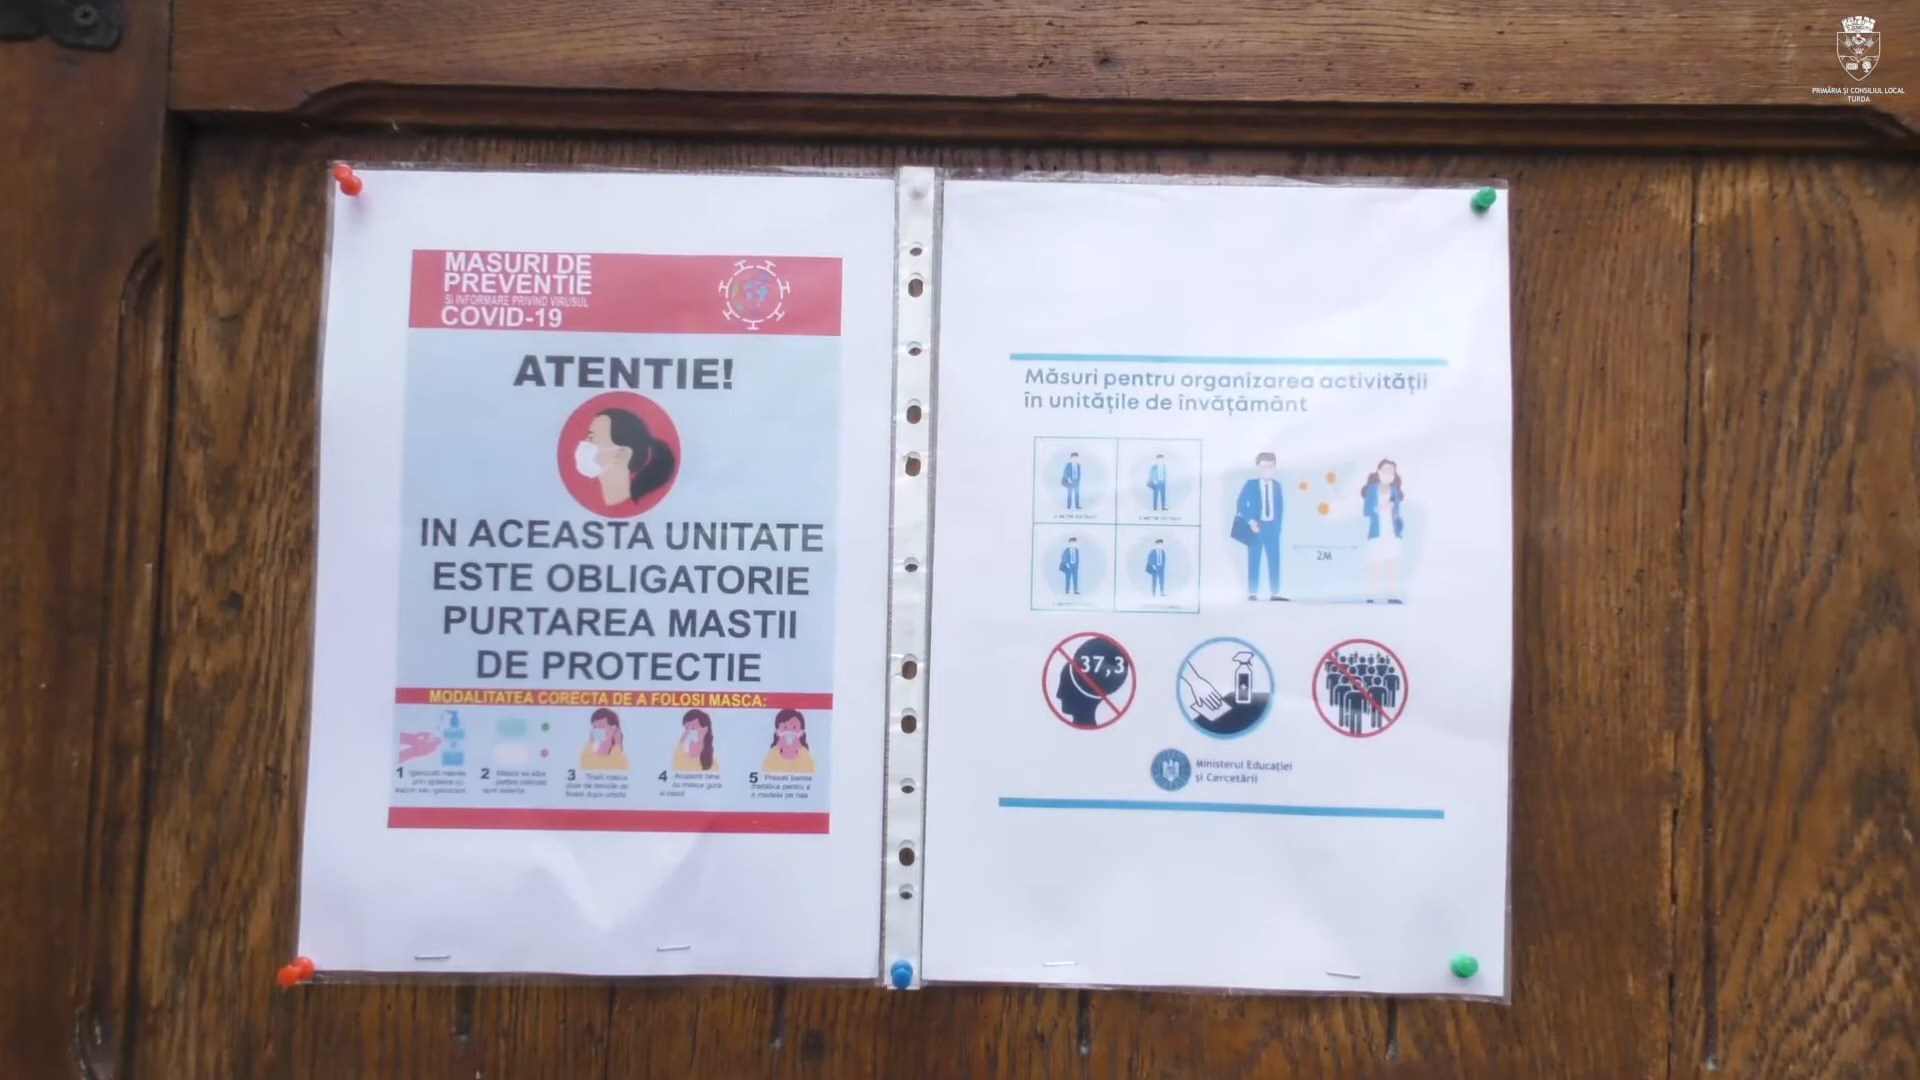 PRIMĂRIA ȘI CONSILIUL LOCAL
TURDA
MASURI DE
PREVENTIE
SI INFORMARE PRIVIND VIRUSUL
COVID-19
ATENTIE!
IN ACEASTA UNITATE
ESTE OBLIGATORIE
PURTAREA MASTII
DE PROTECTIE
MODALITATEA CORECTA DE A FOLOSI MASCA:
1
2
3
4
5
Măsuri pentru organizarea activității
în unitățile de învățământ
2M
37,3
Ministerul Educației
și Cercetării